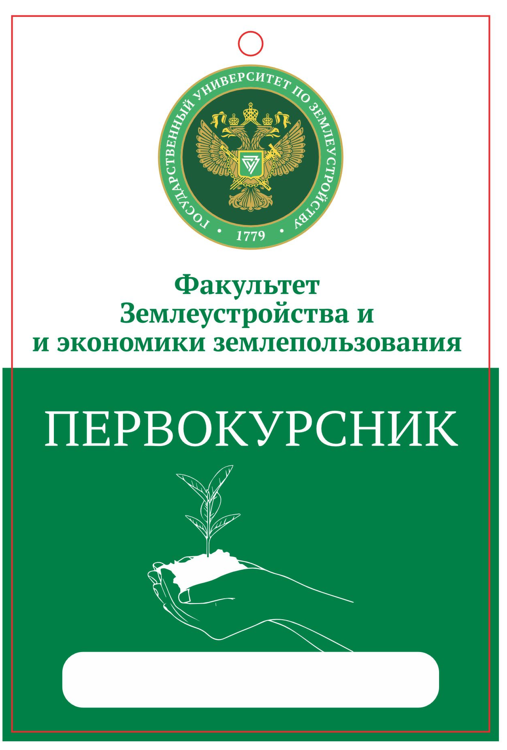 ГОСУДАРСТВЕННЫЙ УНИВЕРСИТЕТ ПО ЗЕМЛЕУСТРОЙСТВУ
1779
Факультет
Землеустройства и
и экономики землепользования
ПЕРВОКУРСНИК